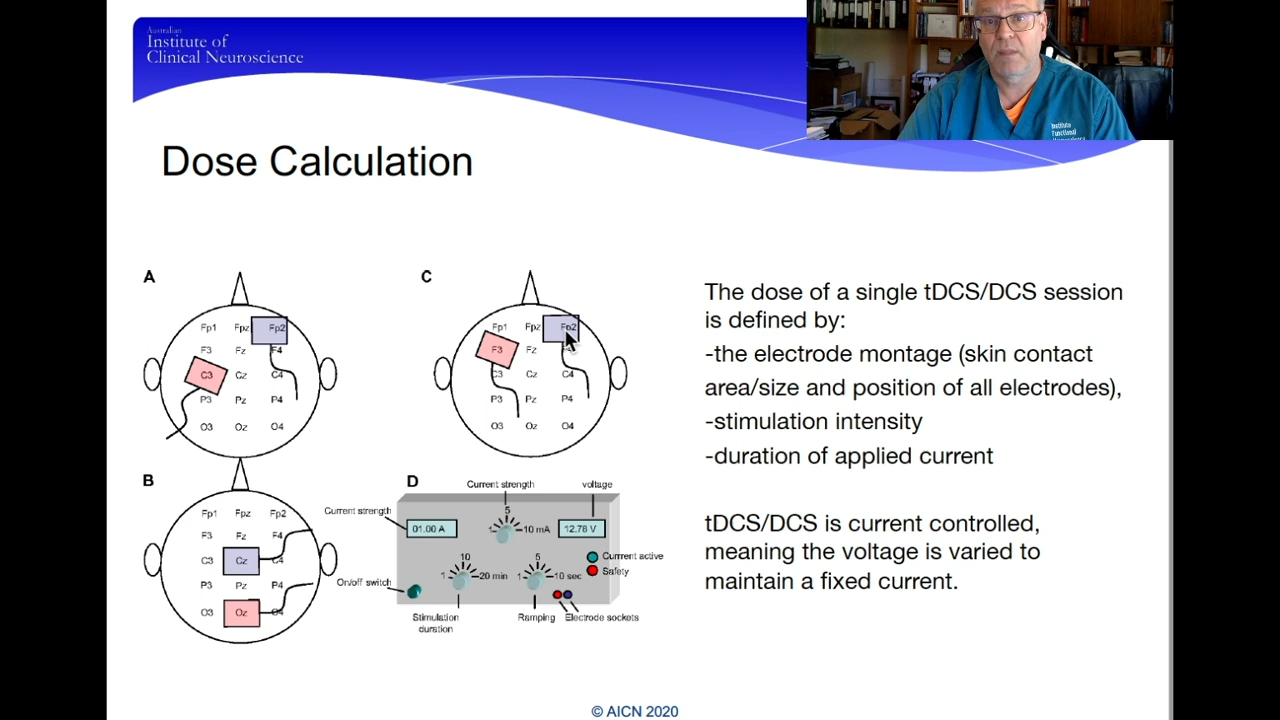 Australian
Institute of
Clinical Neuroscience
Institute
Functional
Dose Calculation
A
Fp1 Fpz Fp2
F3 Fz F4
C3 Cz C4
P3 Pz P4
O3 Oz O4
C
Fp1 Fpz Fp2
F3 Fz F4
C3 Cz C4
P3 Pz P4
O3 Oz O4
B
Fp1 Fpz Fp2
F3 Fz F4
C3 Cz C4
P3 Pz P4
O3 Oz O4
D
Current strength
voltage
Current strength
01.00 A
5
1 10 mA
12.78 V
Currrent active
Safety
10
1 20 min
5
1 10 sec
On/off switch
Stimulation
duration
Ramping
Electrode sockets
The dose of a single tDCS/DCS session
is defined by:
-the electrode montage (skin contact
area/size and position of all electrodes),
-stimulation intensity
-duration of applied current
tDCS/DCS is current controlled,
meaning the voltage is varied to
maintain a fixed current.
© AICN 2020